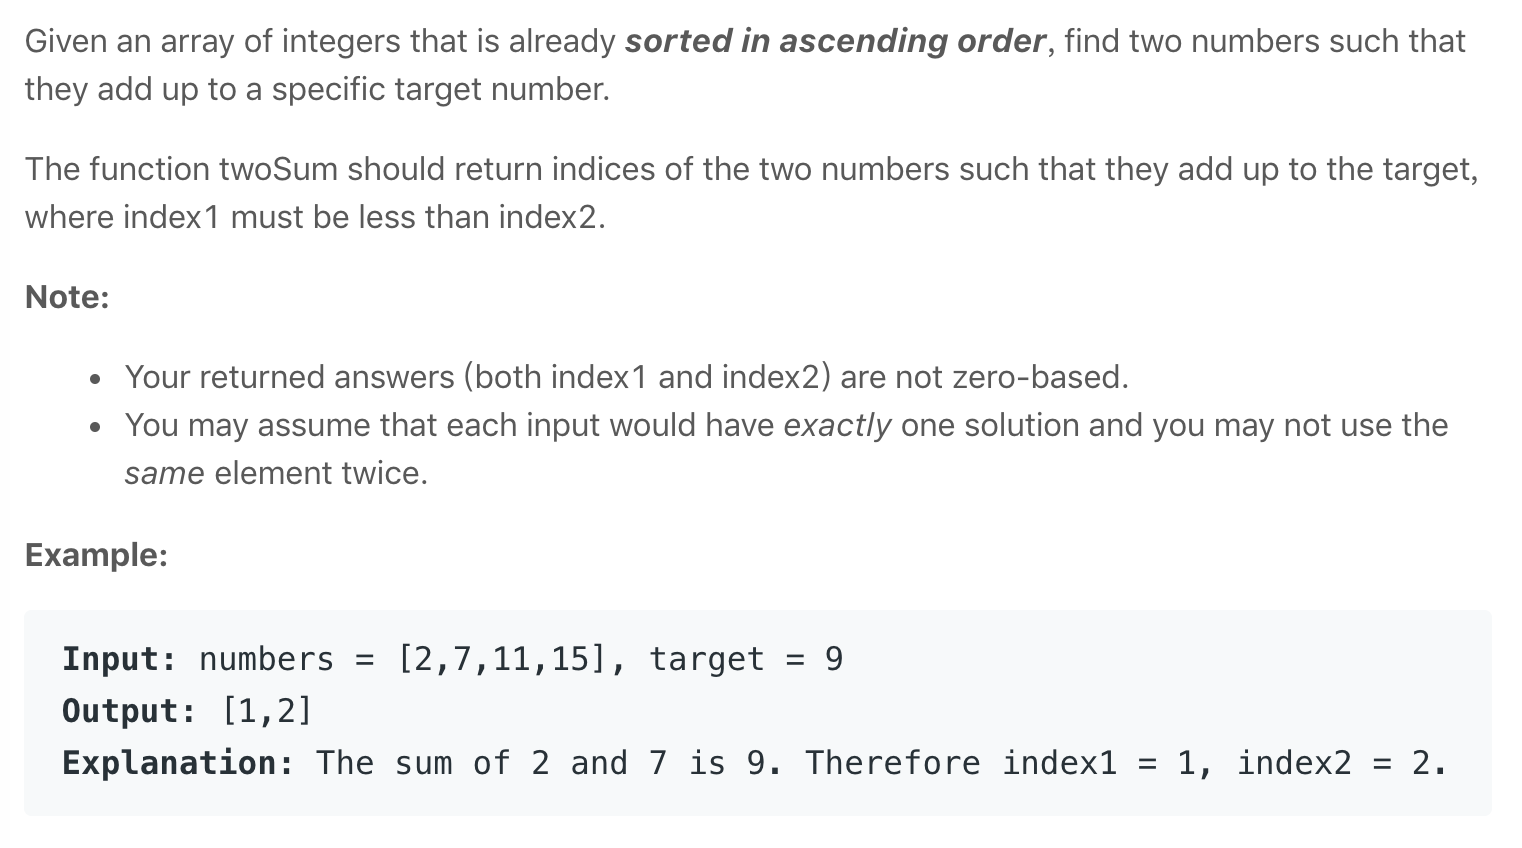 Given an array of integers that is already sorted in ascending order, find two numbers such that
they add up to a specific target number.
The function twoSum should return indices of the two numbers such that they add up to the target,
where index1 must be less than index2.
Note:
• Your returned answers (both index1 and index2) are not zero-based.
• You may assume that each input would have exactly one solution and you may not use the
same element twice.
Example:
Input: numbers = [2,7,11,15], target = 9
Output: [1,2]
Explanation: The sum of 2 and 7 is 9. Therefore index1 = 1, index2 = 2.